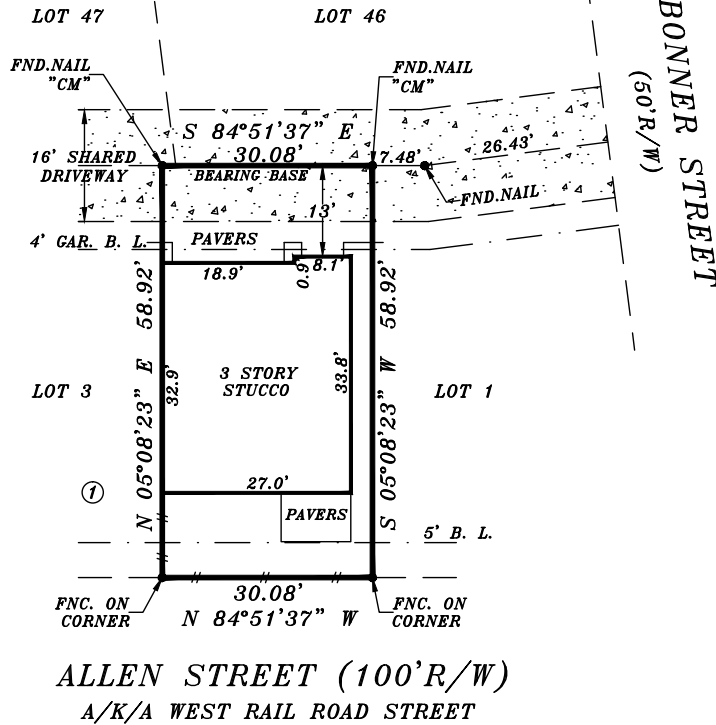 LOT 47
LOT 46
BONNER STREET
(50'R/W)
FND.NAIL
"CM"
FND.NAIL
"CM"
S 84°51'37" E
30.08'
7.48'
26.43'
16' SHARED
DRIVEWAY
BEARING BASE
FND.NAIL
13'
4' GAR. B. L.
PAVERS
18.9'
0.9'
8.1'
N 05°08'23" E 58.92'
S 05°08'23" W 58.92'
32.9'
3 STORY
STUCCO
33.8'
LOT 3
LOT 1
27.0'
1
PAVERS
5' B. L.
30.08'
N 84°51'37" W
FNC. ON
CORNER
FNC. ON
CORNER
ALLEN STREET (100'R/W)
A/K/A WEST RAIL ROAD STREET